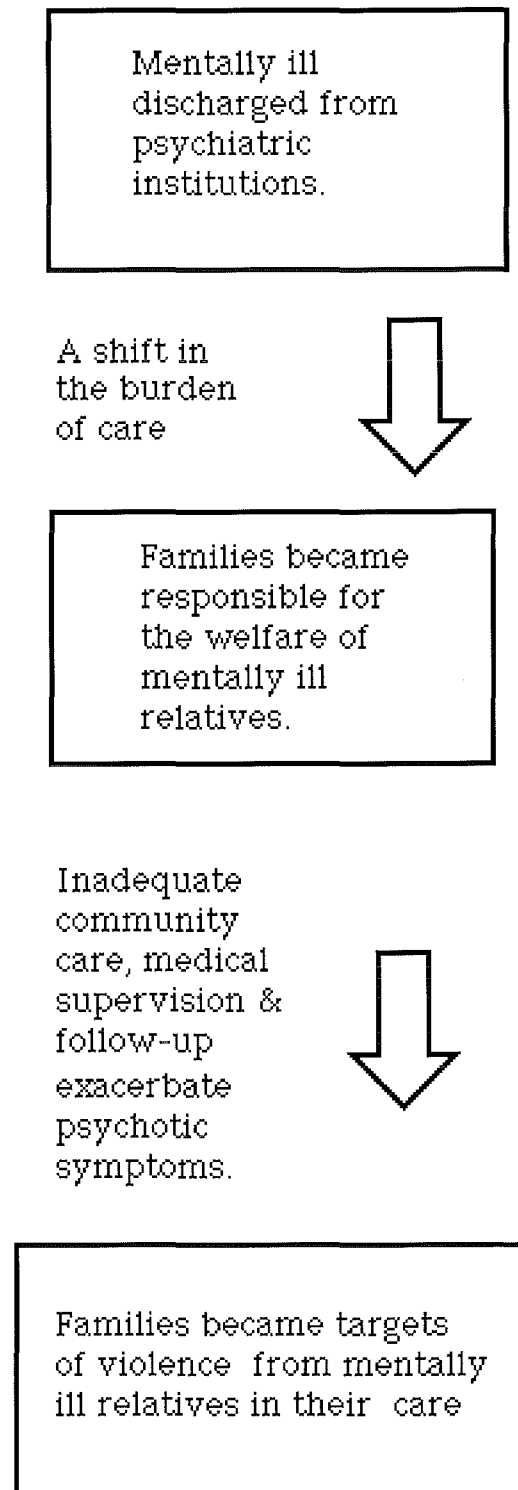 Mentally ill
discharged from
psychiatric
institutions.
A shift in
the burden
of care
Families became
responsible for
the welfare of
mentally ill
relatives.
Inadequate
community
care, medical
supervision &
follow-up
exacerbate
psychotic
symptoms.
Families became targets
of violence from mentally
ill relatives in their care